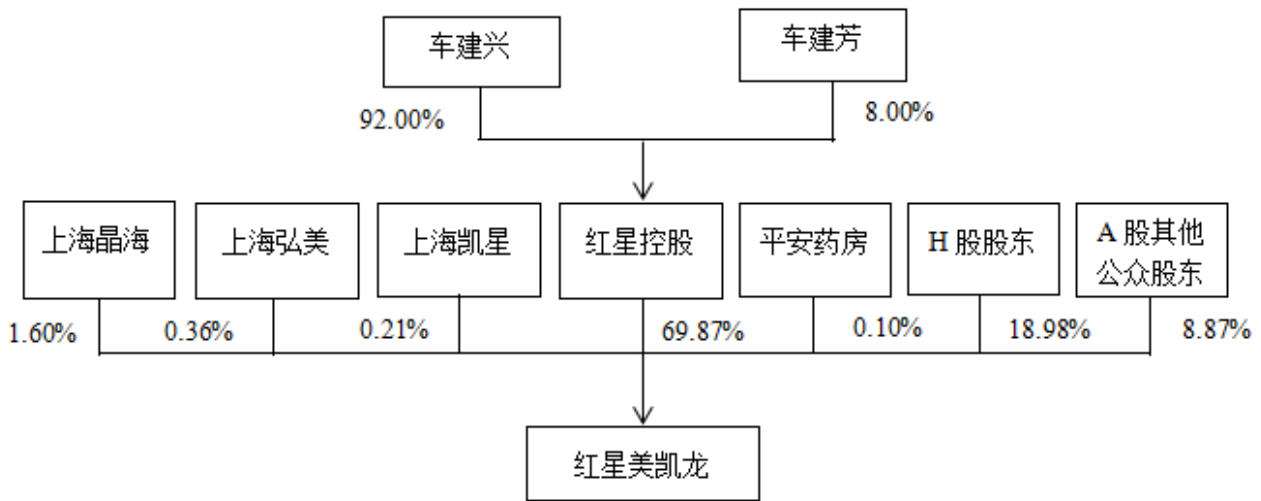 车建兴
车建芳
92.00%
8.00%
上海晶海
上海弘美
上海凯星
红星控股
平安药房
H 股股东
A 股其他
公众股东
1.60%
0.36%
0.21%
69.87%
0.10%
18.98%
8.87%
红星美凯龙